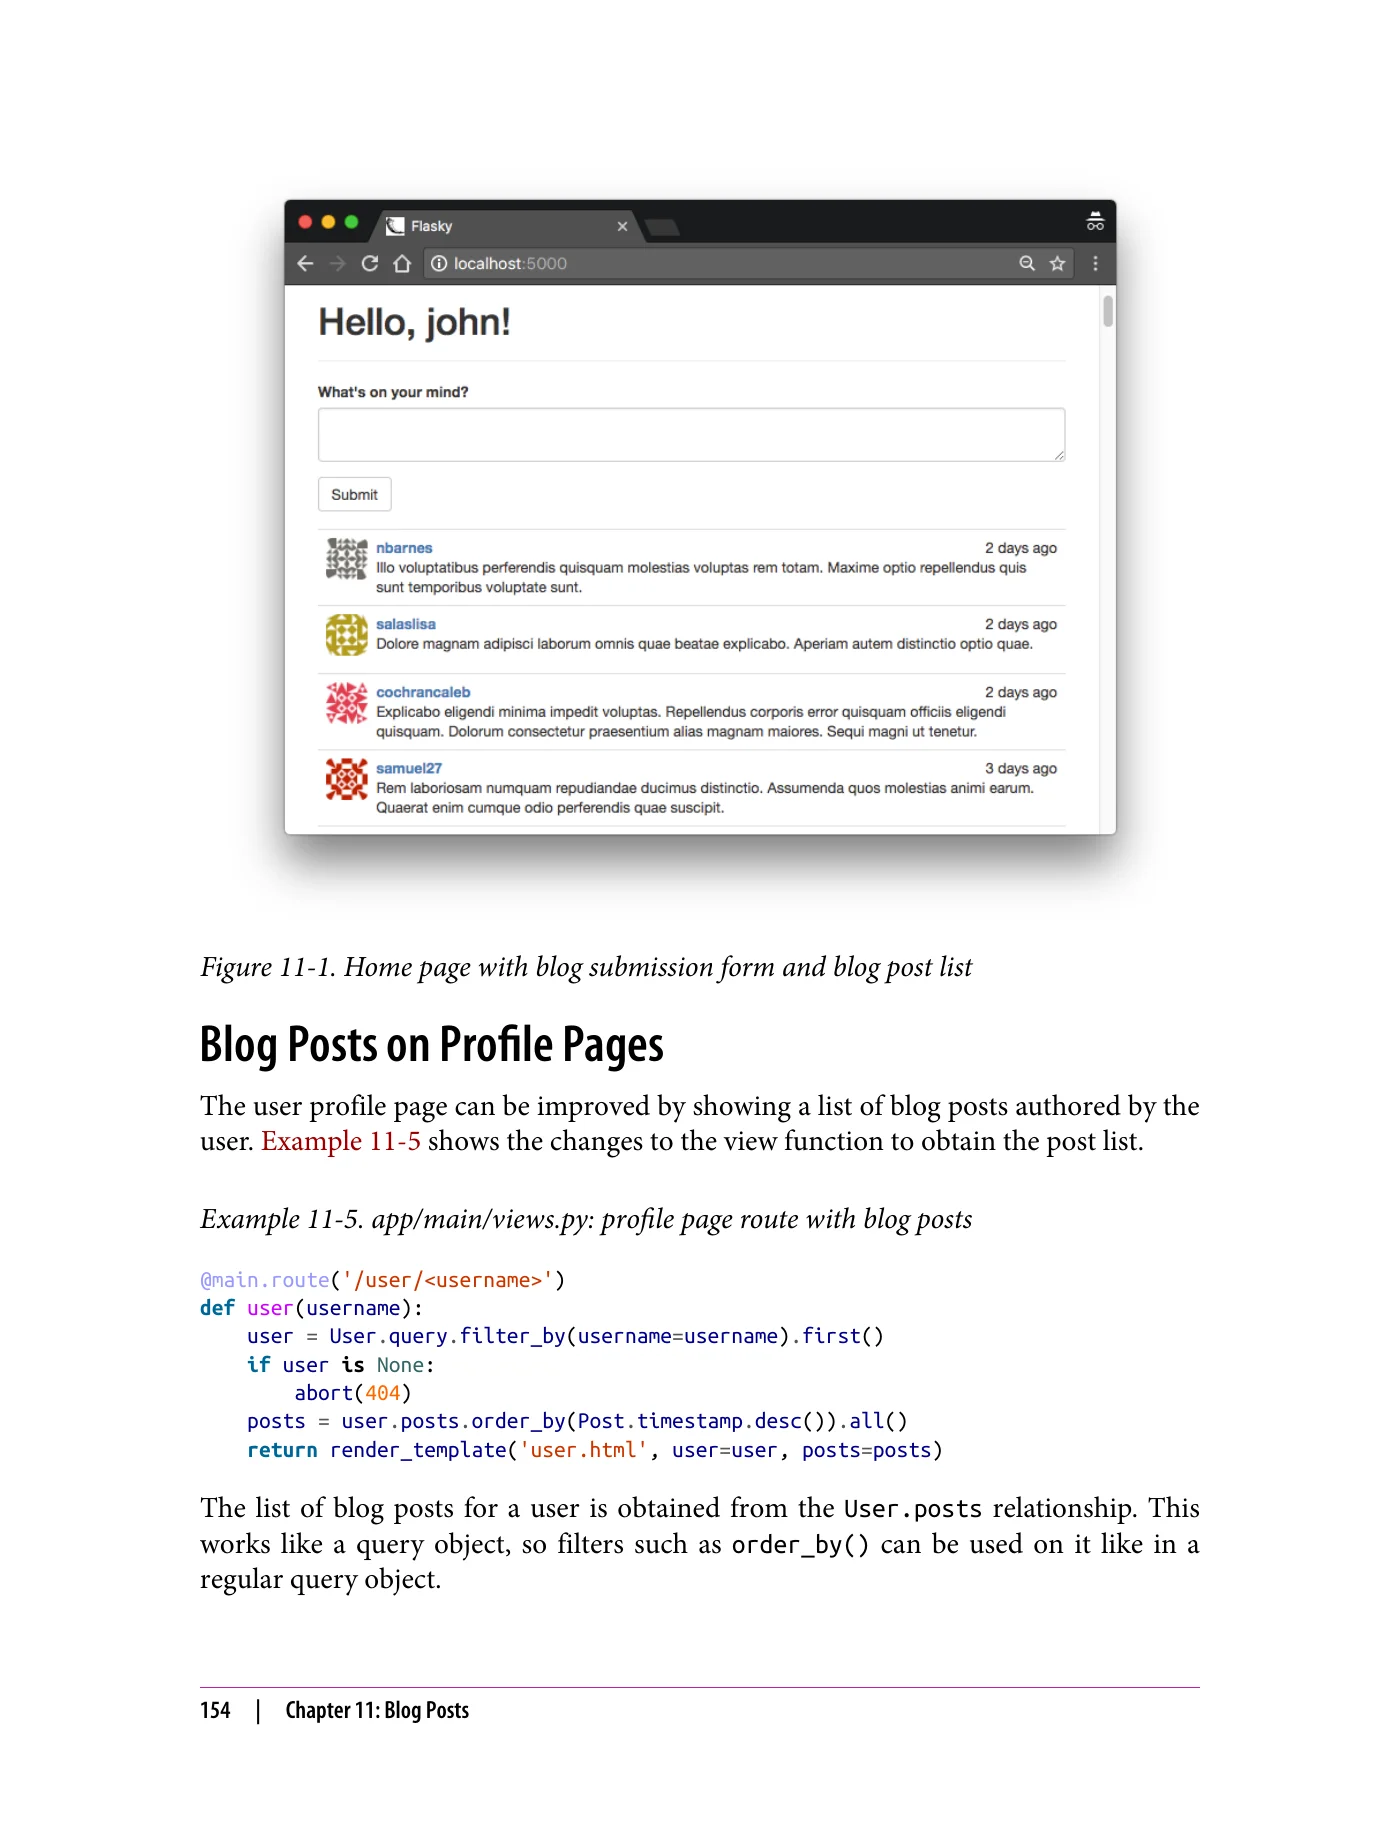 Flasky
localhost:5000
Hello, john!
What's on your mind?
Submit
nbarnes 2 days ago
Illo voluptatibus perferendis quisquam molestias voluptas rem totam. Maxime optio repellendus quis
sunt temporibus voluptate sunt.
salaslisa 2 days ago
Dolore magnam adipisci laborum omnis quae beatae explicabo. Aperiam autem distinctio optio quae.
cochrancaleb 2 days ago
Explicabo eligendi minima impedit voluptas. Repellendus corporis error quisquam officiis eligendi
quisquam. Dolorum consectetur praesentium alias magnam maiores. Sequi magni ut tenetur.
samuel27 3 days ago
Rem laboriosam numquam repudiandae ducimus distinctio. Assumenda quos molestias animi earum.
Quaerat enim cumque odio perferendis quae suscipit.
Figure 11-1. Home page with blog submission form and blog post list
Blog Posts on Profile Pages
The user profile page can be improved by showing a list of blog posts authored by the
user. Example 11-5 shows the changes to the view function to obtain the post list.
Example 11-5. app/main/views.py: profile page route with blog posts
@main.route('/user/<username>')
def user(username):
    user = User.query.filter_by(username=username).first()
    if user is None:
        abort(404)
    posts = user.posts.order_by(Post.timestamp.desc()).all()
    return render_template('user.html', user=user, posts=posts)
The list of blog posts for a user is obtained from the User.posts relationship. This
works like a query object, so filters such as order_by() can be used on it like in a
regular query object.
154 | Chapter 11: Blog Posts